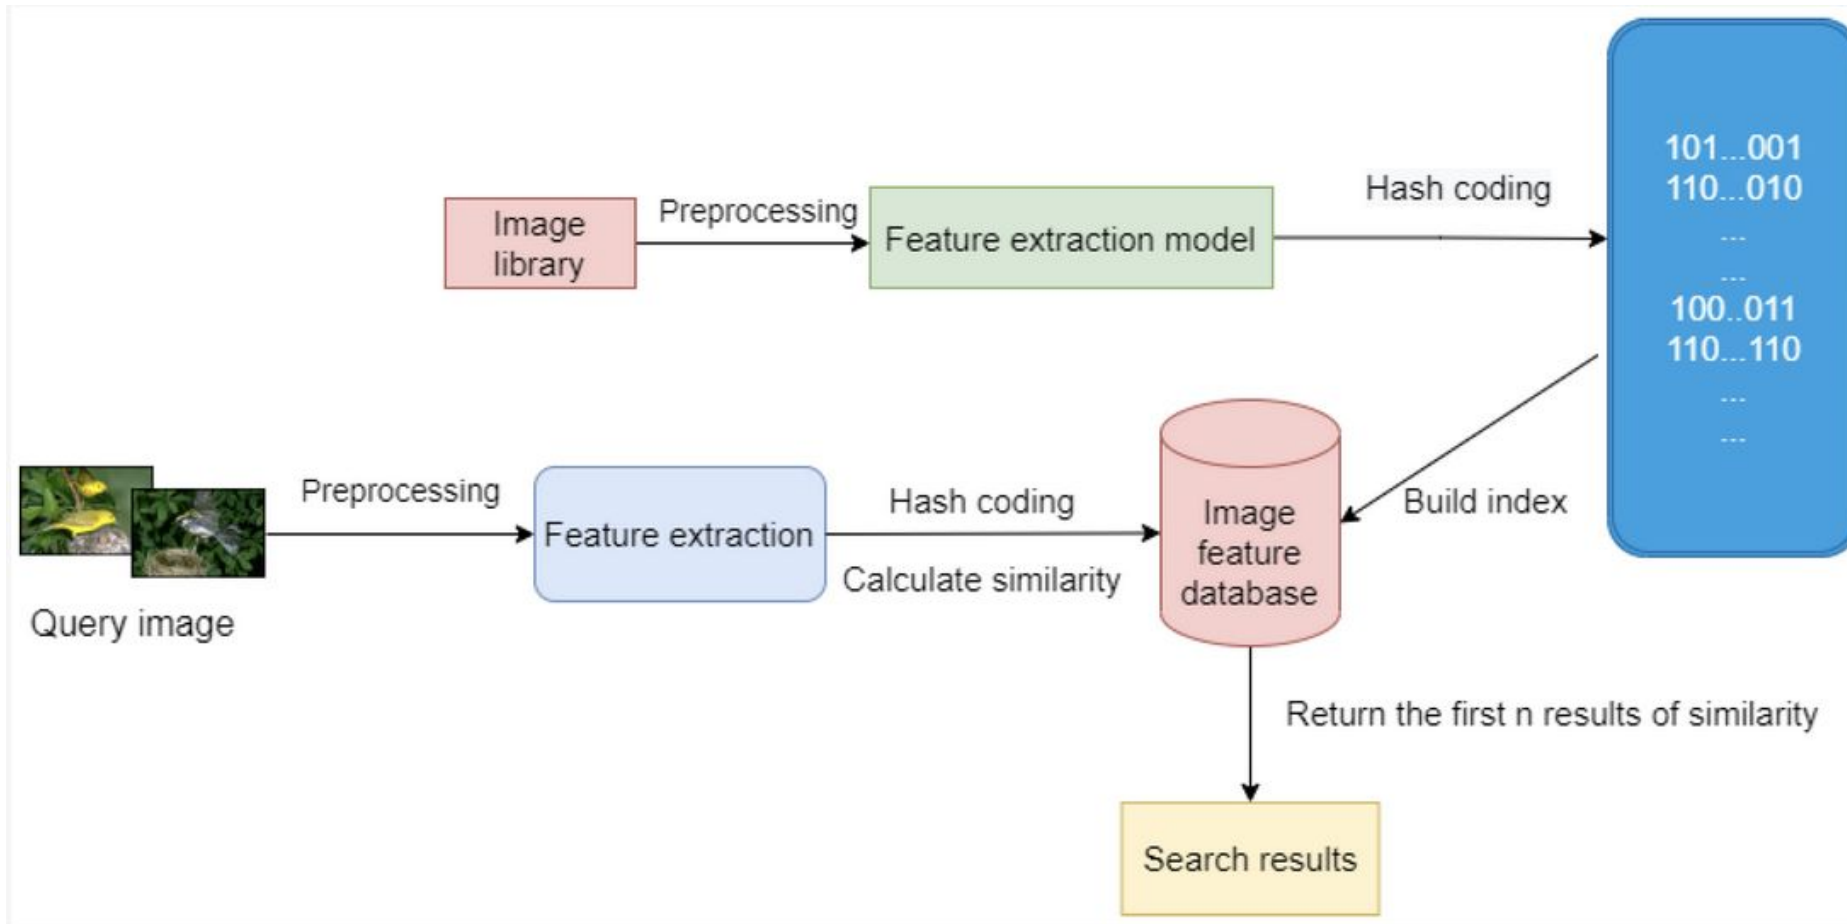 Image
library
Preprocessing
Feature extraction model
Hash coding
101...001
110...010
...
...
100..011
110...110
...
...
Query image
Preprocessing
Feature extraction
Hash coding
Calculate similarity
Image
feature
database
Build index
Return the first n results of similarity
Search results